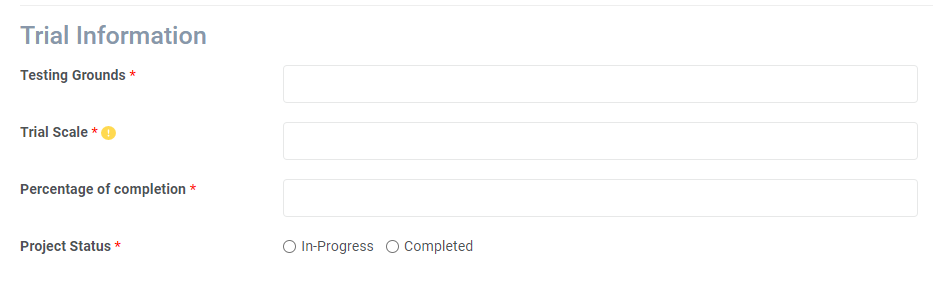 Trial Information
Testing Grounds *
Trial Scale * !
Percentage of completion *
Project Status * In-Progress Completed